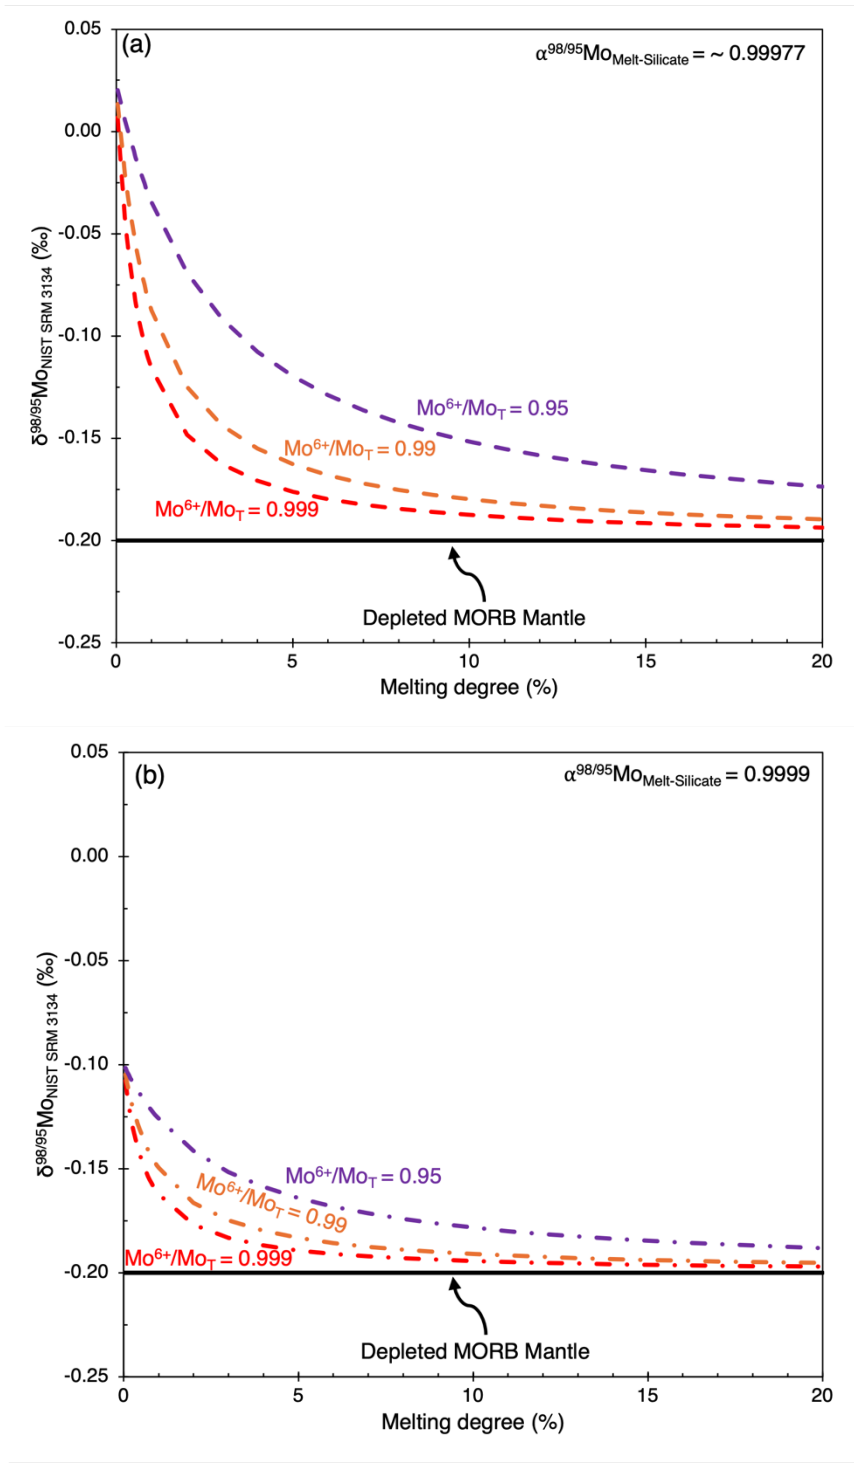 (a)
α98/95MoMelt-Silicate = ~ 0.99977
0.05
0.00
-0.05
-0.10
-0.15
-0.20
-0.25
δ98/95MoNIST SRM 3134 (‰)
Mo6+/MoT = 0.95
Mo6+/MoT = 0.99
Mo6+/MoT = 0.999
Depleted MORB Mantle
0 5 10 15 20
Melting degree (%)
(b)
α98/95MoMelt-Silicate = 0.9999
0.05
0.00
-0.05
-0.10
-0.15
-0.20
-0.25
δ98/95MoNIST SRM 3134 (‰)
Mo6+/MoT = 0.95
Mo6+/MoT = 0.99
Mo6+/MoT = 0.999
Depleted MORB Mantle
0 5 10 15 20
Melting degree (%)